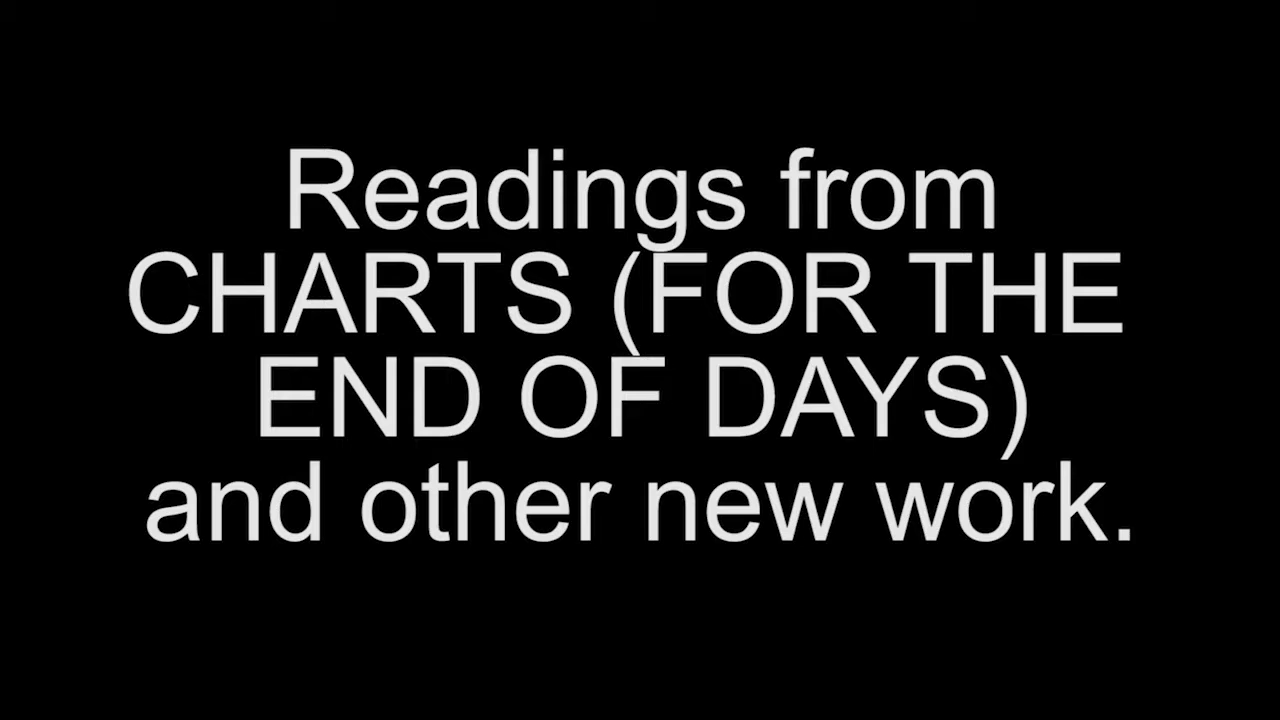 Readings from
CHARTS (FOR THE
END OF DAYS)
and other new work.